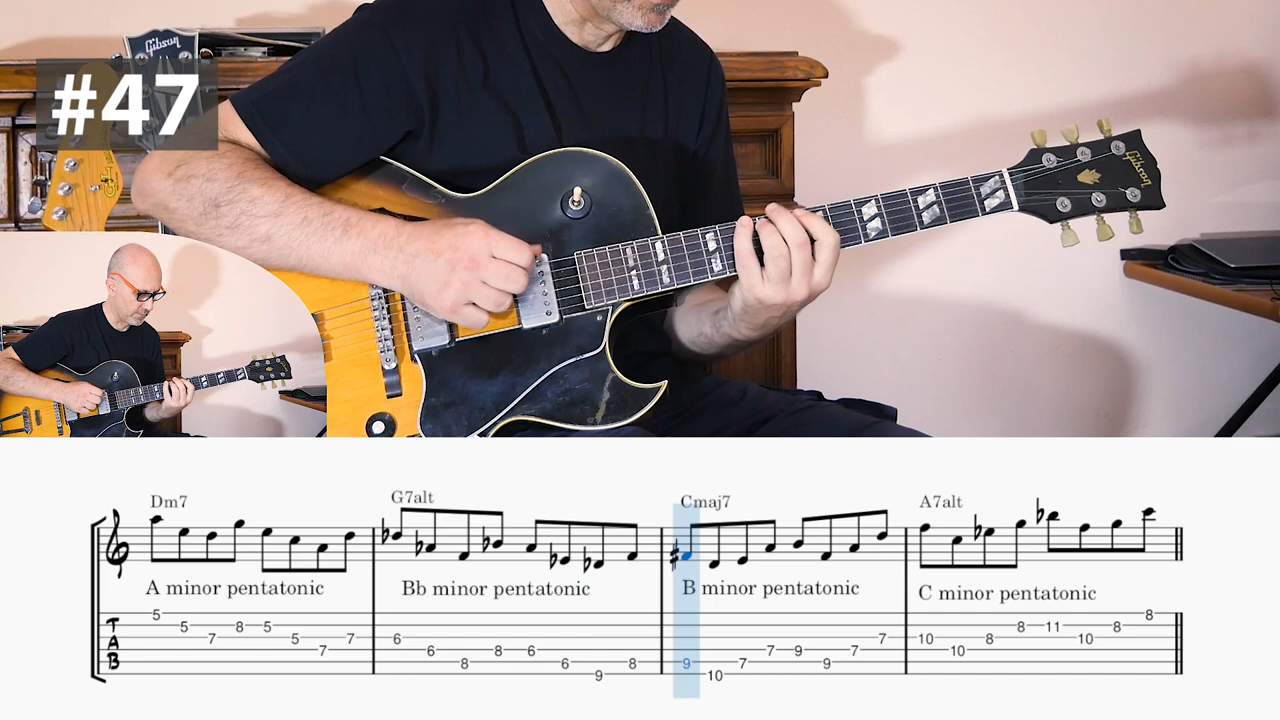 Gibson
#47
Gibson
G&L
Dm7 G7alt Cmaj7 A7alt
A minor pentatonic Bb minor pentatonic B minor pentatonic C minor pentatonic
5 8
5 8 5 8 11 8
7 5 7 6 7 10 8 10
7 6 8 6 7 9 7 10
8 6 8 9 7 9
9 10
T
A
B